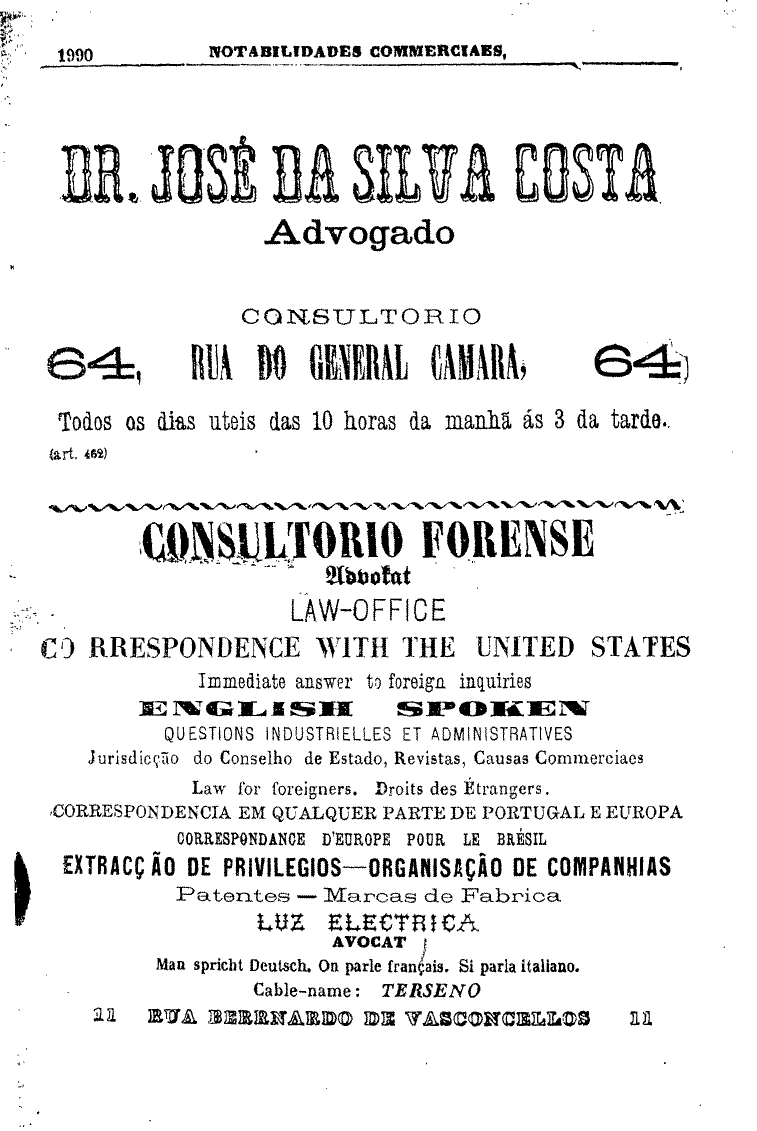 1990 NOTABILIDADES COMMERCIAES,
DR. JOSÉ DA SILVA COSTA
Advogado
CONSULTORIO
64, RUA DO GENERAL CAMARA, 64
Todos os dias uteis das 10 horas da manhã ás 3 da tarde.
(art. 462)
CONSULTORIO FORENSE
Advokat
LAW-OFFICE
CORRESPONDENCE WITH THE UNITED STATES
Immediate answer to foreign inquiries
ENGLISH SPOKEN
QUESTIONS INDUSTRIELLES ET ADMINISTRATIVES
Jurisdicção do Conselho de Estado, Revistas, Causas Commerciaes
Law for foreigners. Droits des Étrangers.
CORRESPONDENCIA EM QUALQUER PARTE DE PORTUGAL E EUROPA
CORRESPONDANCE D'EUROPE POUR LE BRÉSIL
EXTRACÇÃO DE PRIVILEGIOS—ORGANISAÇÃO DE COMPANHIAS
Patentes — Marcas de Fabrica
LUZ ELECTRICA
AVOCAT
Man spricht Deutsch. On parle français. Si parla italiano.
Cable-name: TERSENO
11 RUA BERRNARDO DE VASCONCELLOS 11